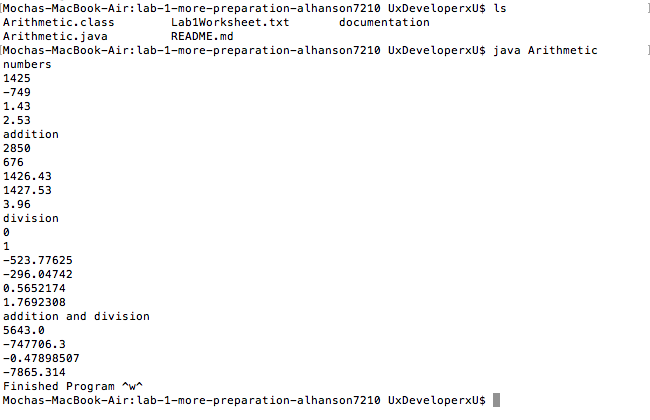 [Mochas-MacBook-Air:lab-1-more-preparation-alhanson7210 UxDeveloperxU$ ls ]
Arithmetic.class Lab1Worksheet.txt documentation
Arithmetic.java README.md
[Mochas-MacBook-Air:lab-1-more-preparation-alhanson7210 UxDeveloperxU$ java Arithmetic ]
numbers
1425
-749
1.43
2.53
addition
2850
676
1426.43
1427.53
3.96
division
0
1
-523.77625
-296.04742
0.5652174
1.7692308
addition and division
5643.0
-747706.3
-0.47898507
-7865.314
Finished Program ^w^
Mochas-MacBook-Air:lab-1-more-preparation-alhanson7210 UxDeveloperxU$